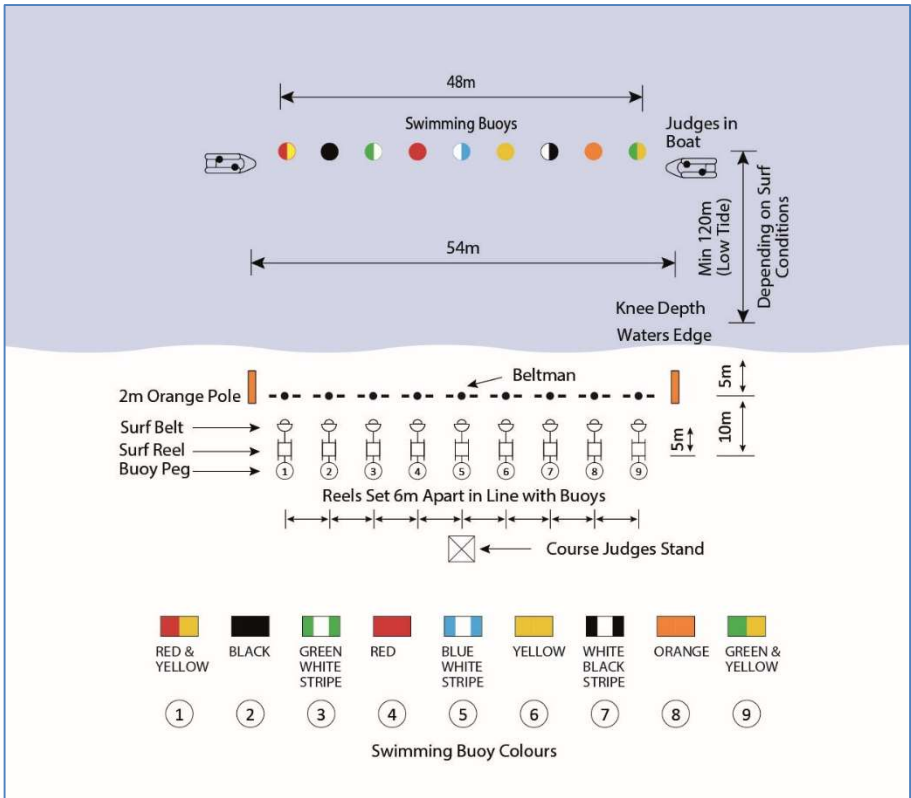 48m
Swimming Buoys
Judges in
Boat
Min 120m
(Low Tide)
Depending on Surf
Conditions
54m
Knee Depth
Waters Edge
Beltman
5m
2m Orange Pole
Surf Belt
Surf Reel
Buoy Peg
5m
10m
1 2 3 4 5 6 7 8 9
Reels Set 6m Apart in Line with Buoys
Course Judges Stand
RED &
YELLOW
BLACK
GREEN
WHITE
STRIPE
RED
BLUE
WHITE
STRIPE
YELLOW
WHITE
BLACK
STRIPE
ORANGE
GREEN &
YELLOW
1 2 3 4 5 6 7 8 9
Swimming Buoy Colours